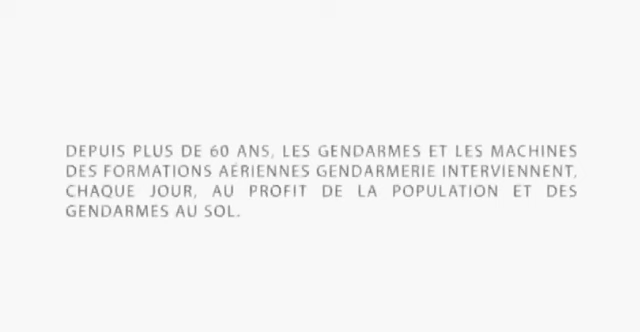 DEPUIS PLUS DE 60 ANS, LES GENDARMES ET LES MACHINES
DES FORMATIONS AÉRIENNES GENDARMERIE INTERVIENNENT,
CHAQUE JOUR, AU PROFIT DE LA POPULATION ET DES
GENDARMES AU SOL.